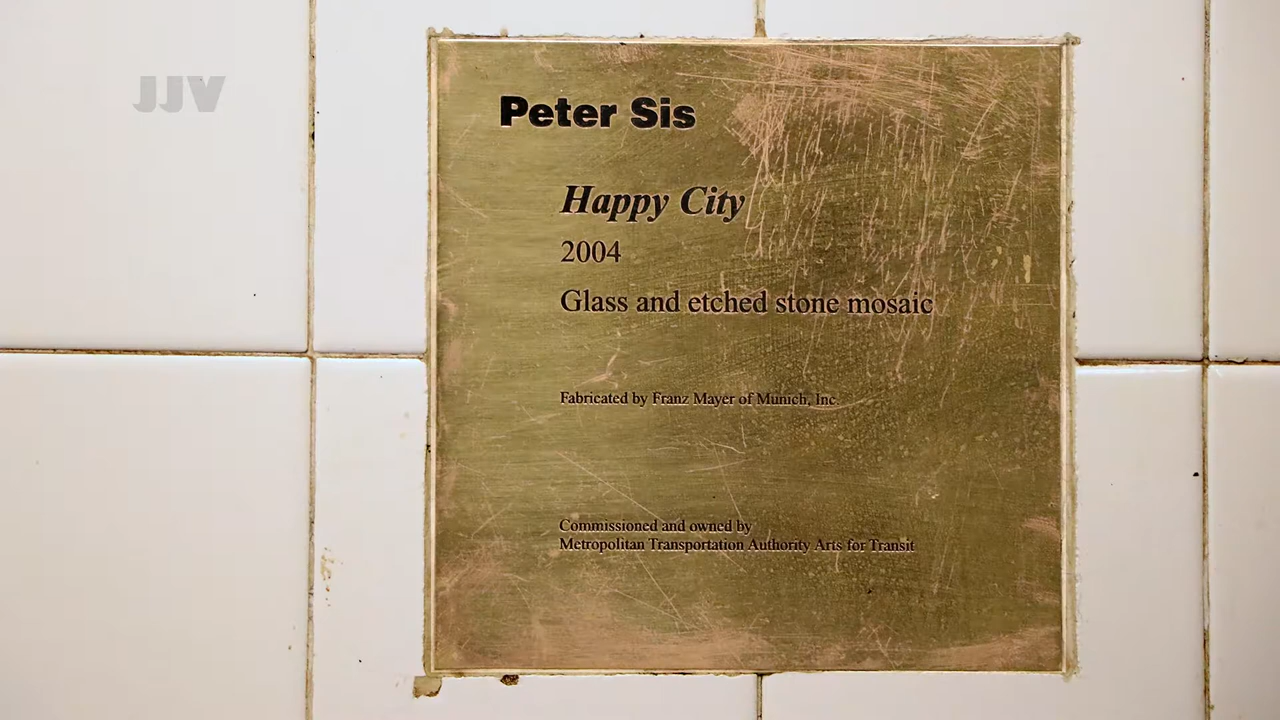 JJV
Peter Sis
Happy City
2004
Glass and etched stone mosaic
Fabricated by Franz Mayer of Munich, Inc.
Commissioned and owned by
Metropolitan Transportation Authority Arts for Transit